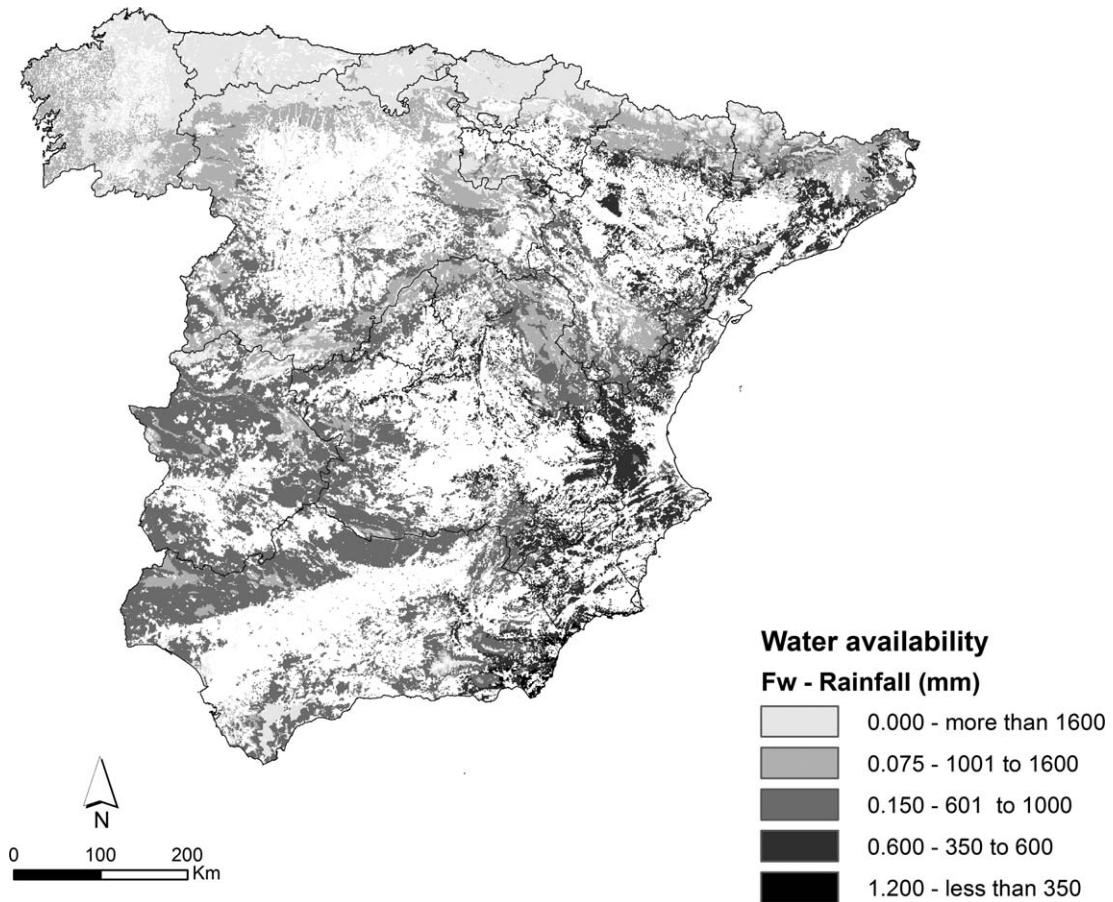 Water availability
Fw - Rainfall (mm)
0.000 - more than 1600
0.075 - 1001 to 1600
0.150 - 601 to 1000
0.600 - 350 to 600
1.200 - less than 350
N
0 100 200
Km